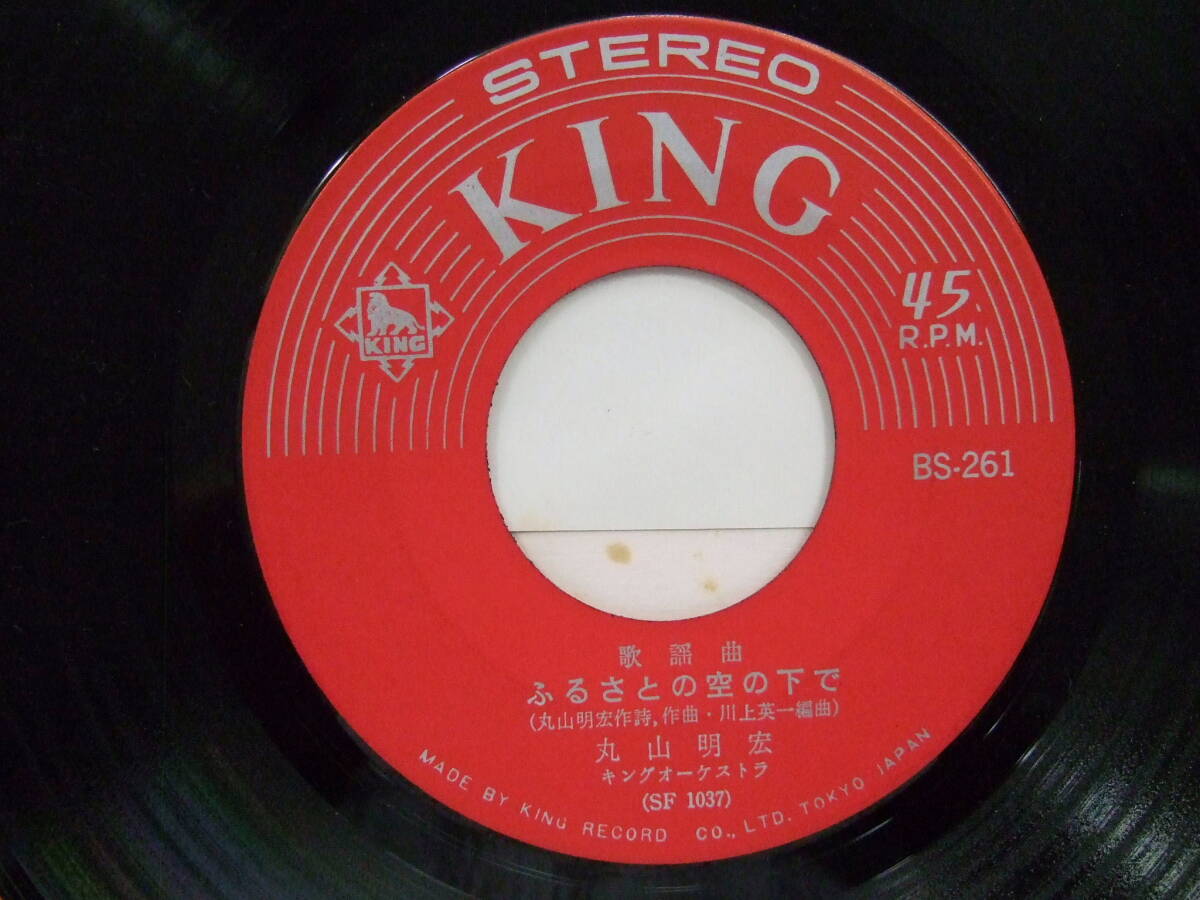 STEREO
KING
KING
45
R.P.M.
BS-261
歌謡曲
ふるさとの空の下で
(丸山明宏作詩,作曲・川上英一編曲)
丸山明宏
キングオーケストラ
(SF 1037)
MADE BY KING RECORD CO., LTD. TOKYO JAPAN